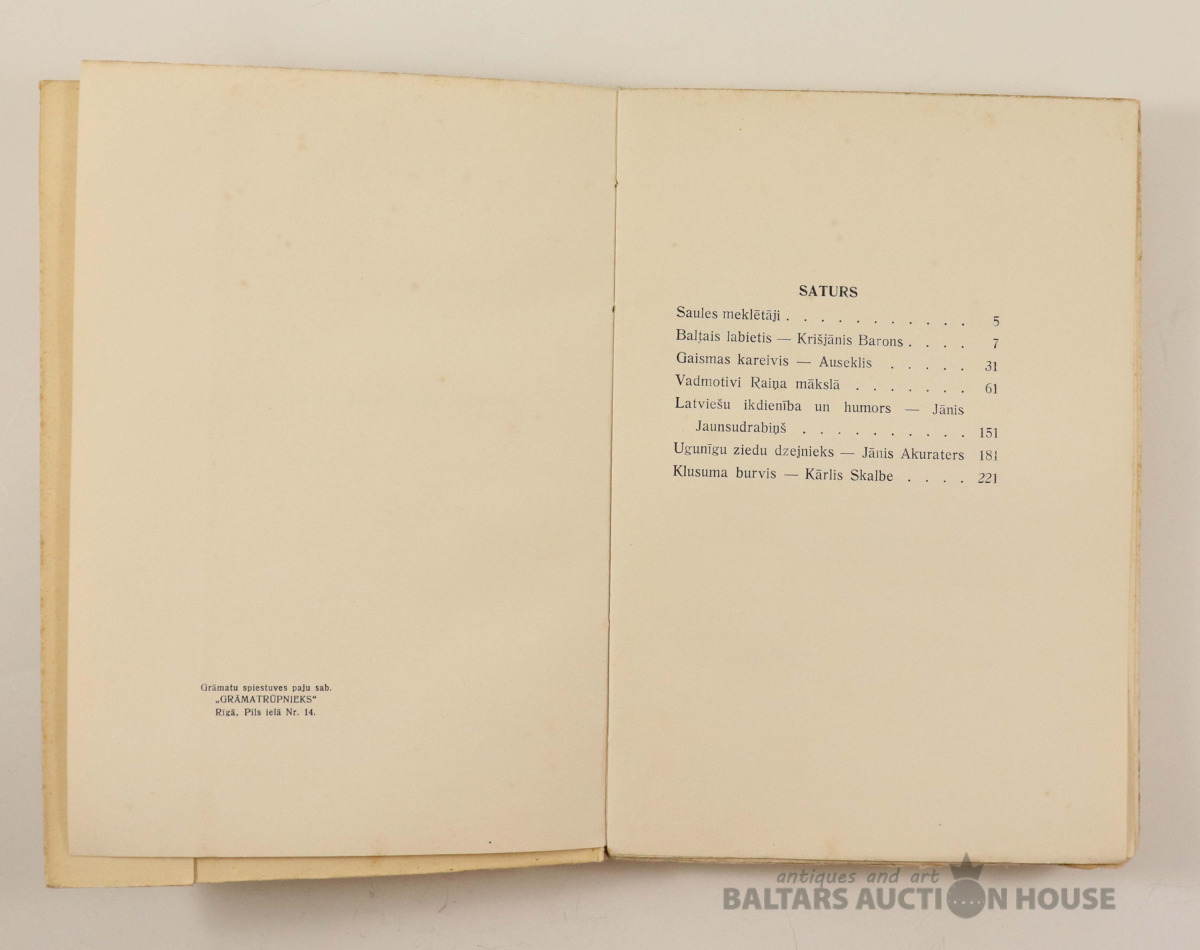 Grāmatu spiestuves paju sab.
„GRĀMATRŪPNIEKS“
Rīgā, Pils ielā Nr. 14.
SATURS
Saules meklētāji . . . . . . . . . . . 5
Baltais labietis — Krišjānis Barons . . . . 7
Gaismas kareivis — Auseklis . . . . . 31
Vadmotivi Raiņa mākslā . . . . . . . 61
Latviešu ikdienība un humors — Jānis
Jaunsudrabiņš . . . . . . . . . . 151
Ugunīgu ziedu dzejnieks — Jānis Akuraters 181
Klusuma burvis — Kārlis Skalbe . . . . 221
antiques and art
BALTARS AUCTION HOUSE